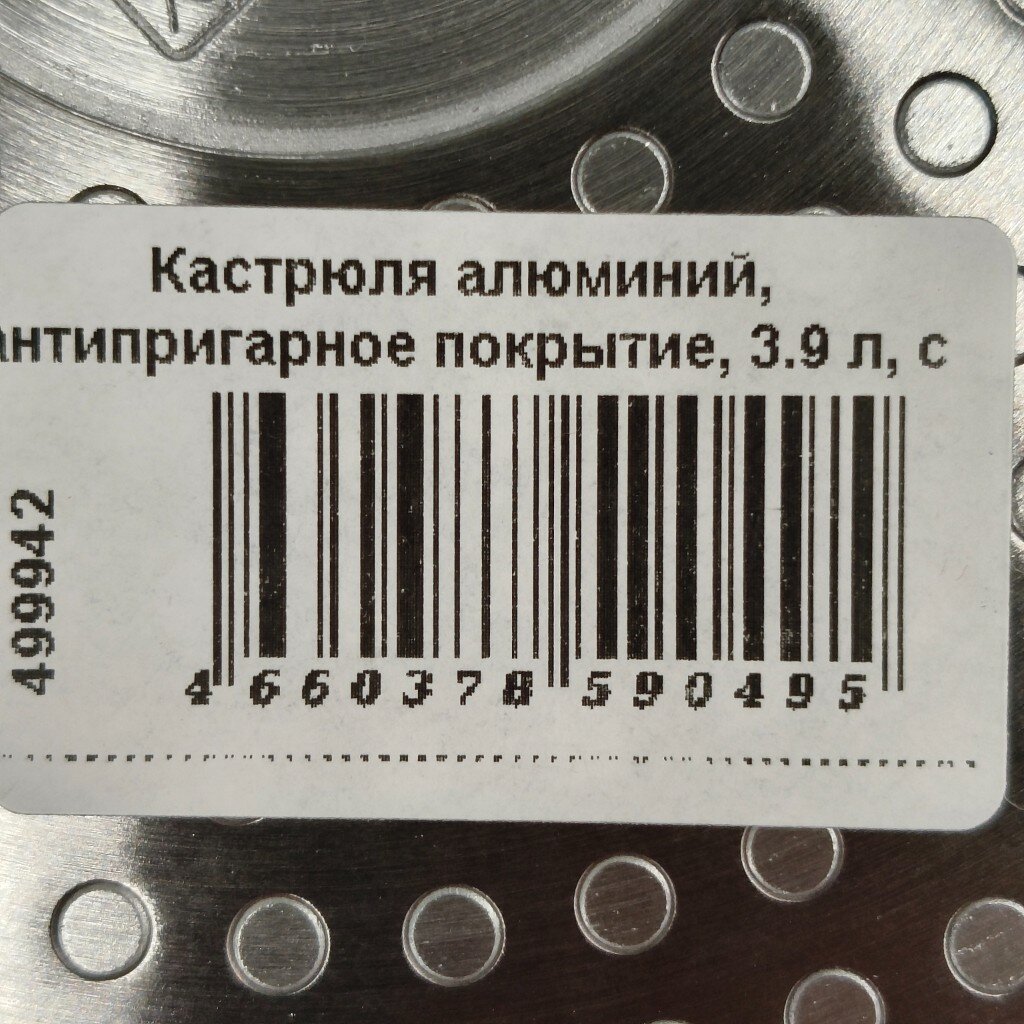 Кастрюля алюминий,
антипригарное покрытие, 3.9 л, с
499942
4 660378 590495